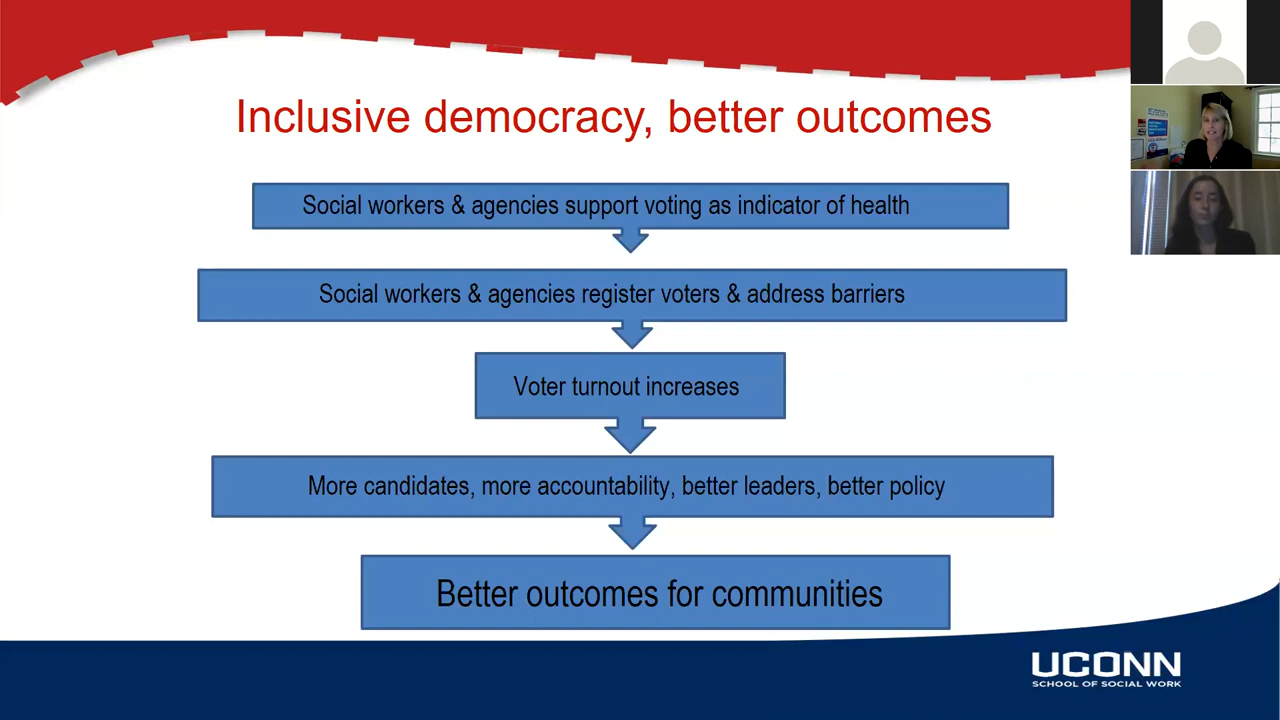 Inclusive democracy, better outcomes
Social workers & agencies support voting as indicator of health
Social workers & agencies register voters & address barriers
Voter turnout increases
More candidates, more accountability, better leaders, better policy
Better outcomes for communities
UCONN
SCHOOL OF SOCIAL WORK